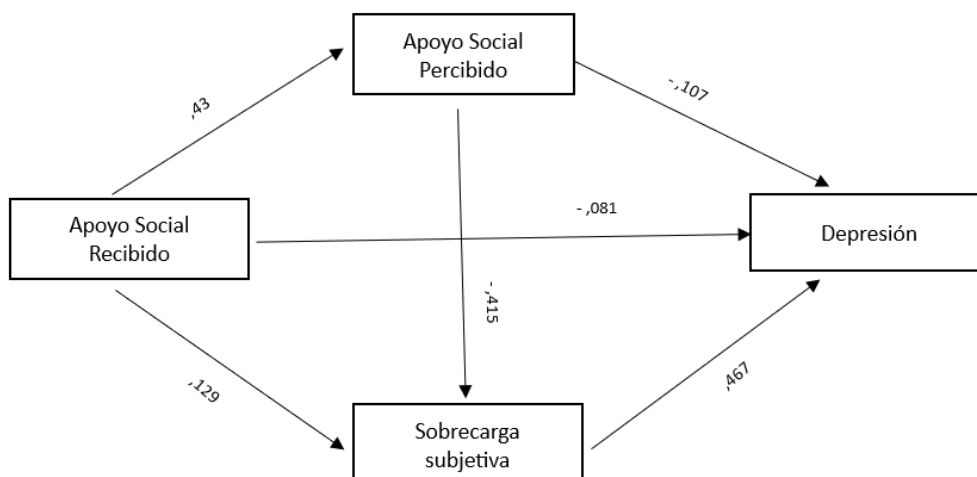 Apoyo Social
Percibido
- ,107
,43
Apoyo Social
Recibido
- ,081
Depresión
- ,415
,129
,467
Sobrecarga
subjetiva